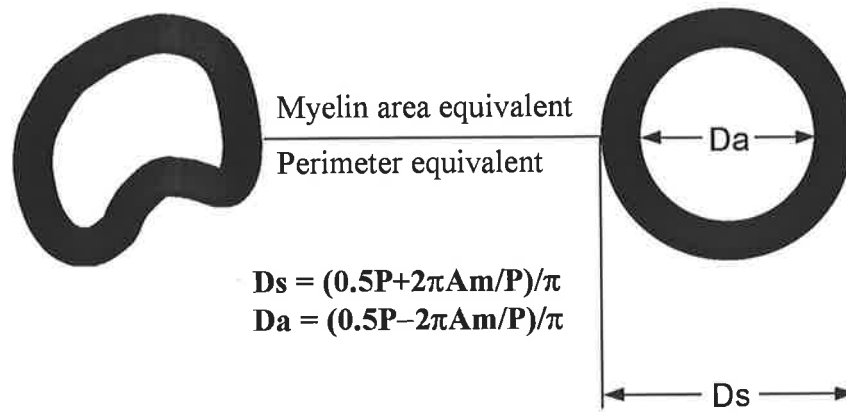 Myelin area equivalent
Perimeter equivalent
Da
Ds = (0.5P+2πAm/P)/π
Da = (0.5P−2πAm/P)/π
Ds